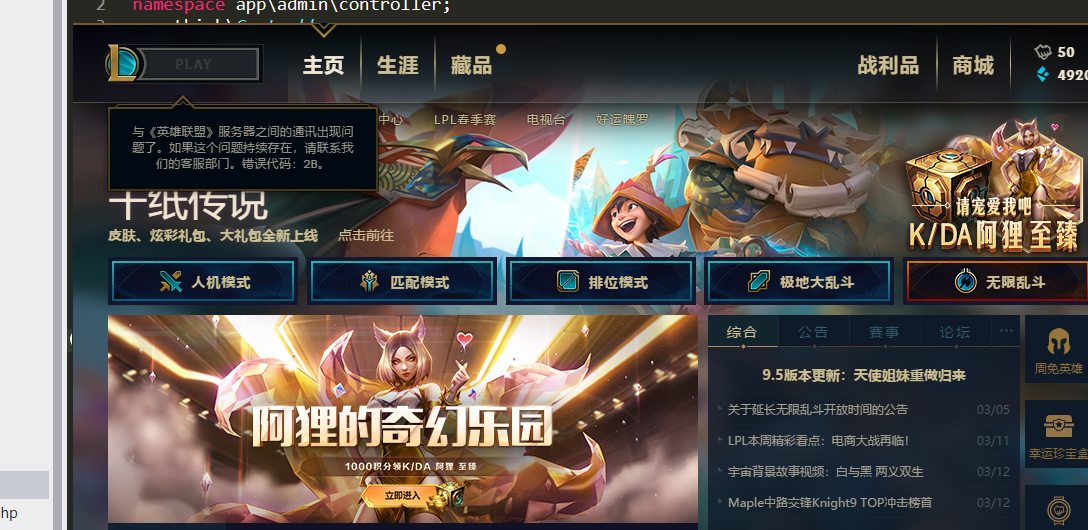 2 namespace app\admin\controller;
PLAY
主页
生涯
藏品
战利品
商城
50
4920
中心
LPL春季赛
电视台
好运魄罗
与《英雄联盟》服务器之间的通讯出现问
题了。如果这个问题持续存在，请联系我
们的客服部门。错误代码：2B。
十纸传说
皮肤、炫彩礼包、大礼包全新上线
点击前往
请宠爱我吧
K/DA阿狸 至臻
人机模式
匹配模式
排位模式
极地大乱斗
无限乱斗
阿狸的奇幻乐园
1000积分领K/DA 阿狸 至臻
立即进入
综合
公告
赛事
论坛
9.5版本更新：天使姐妹重做归来
关于延长无限乱斗开放时间的公告 03/05
LPL本周精彩看点：电商大战再临! 03/11
宇宙背景故事视频：白与黑 两义双生 03/12
Maple中路交锋Knight9 TOP冲击榜首 03/12
周免英雄
幸运珍宝盒
hp